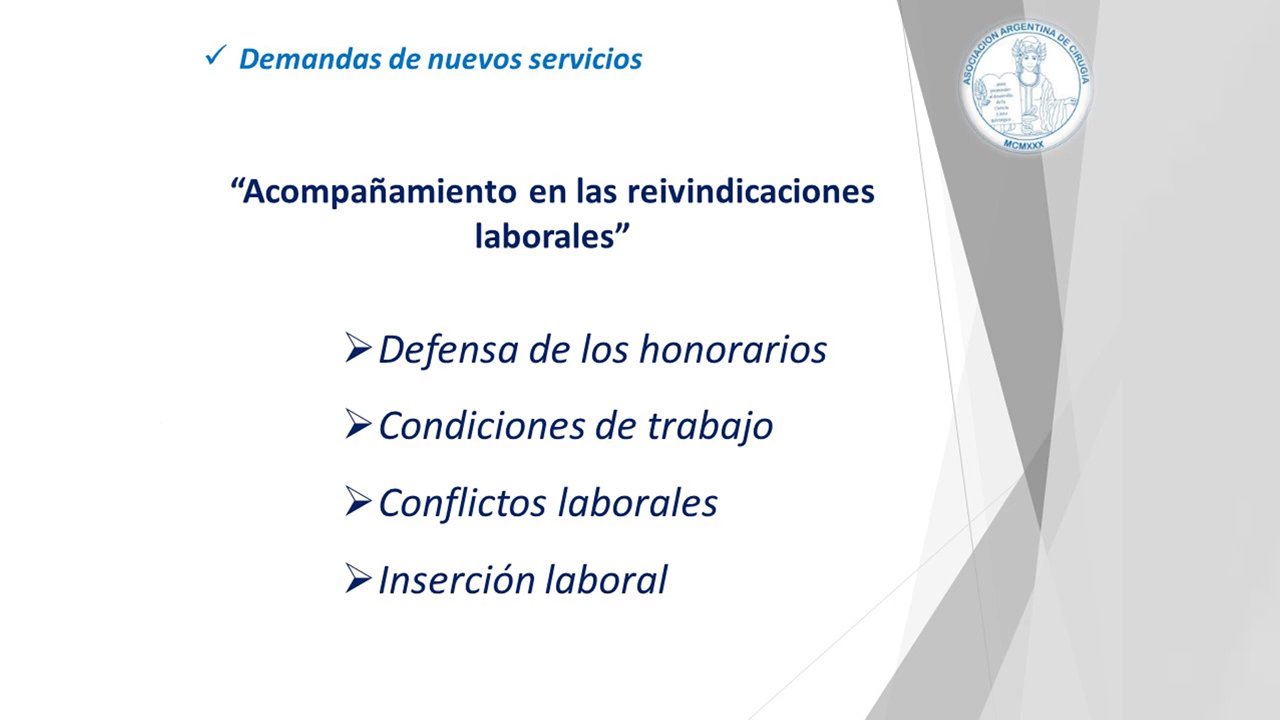 ✓ Demandas de nuevos servicios
ASOCIACION ARGENTINA DE CIRUGIA
MCMXXX
“Acompañamiento en las reivindicaciones
laborales”
➢Defensa de los honorarios
➢Condiciones de trabajo
➢Conflictos laborales
➢Inserción laboral